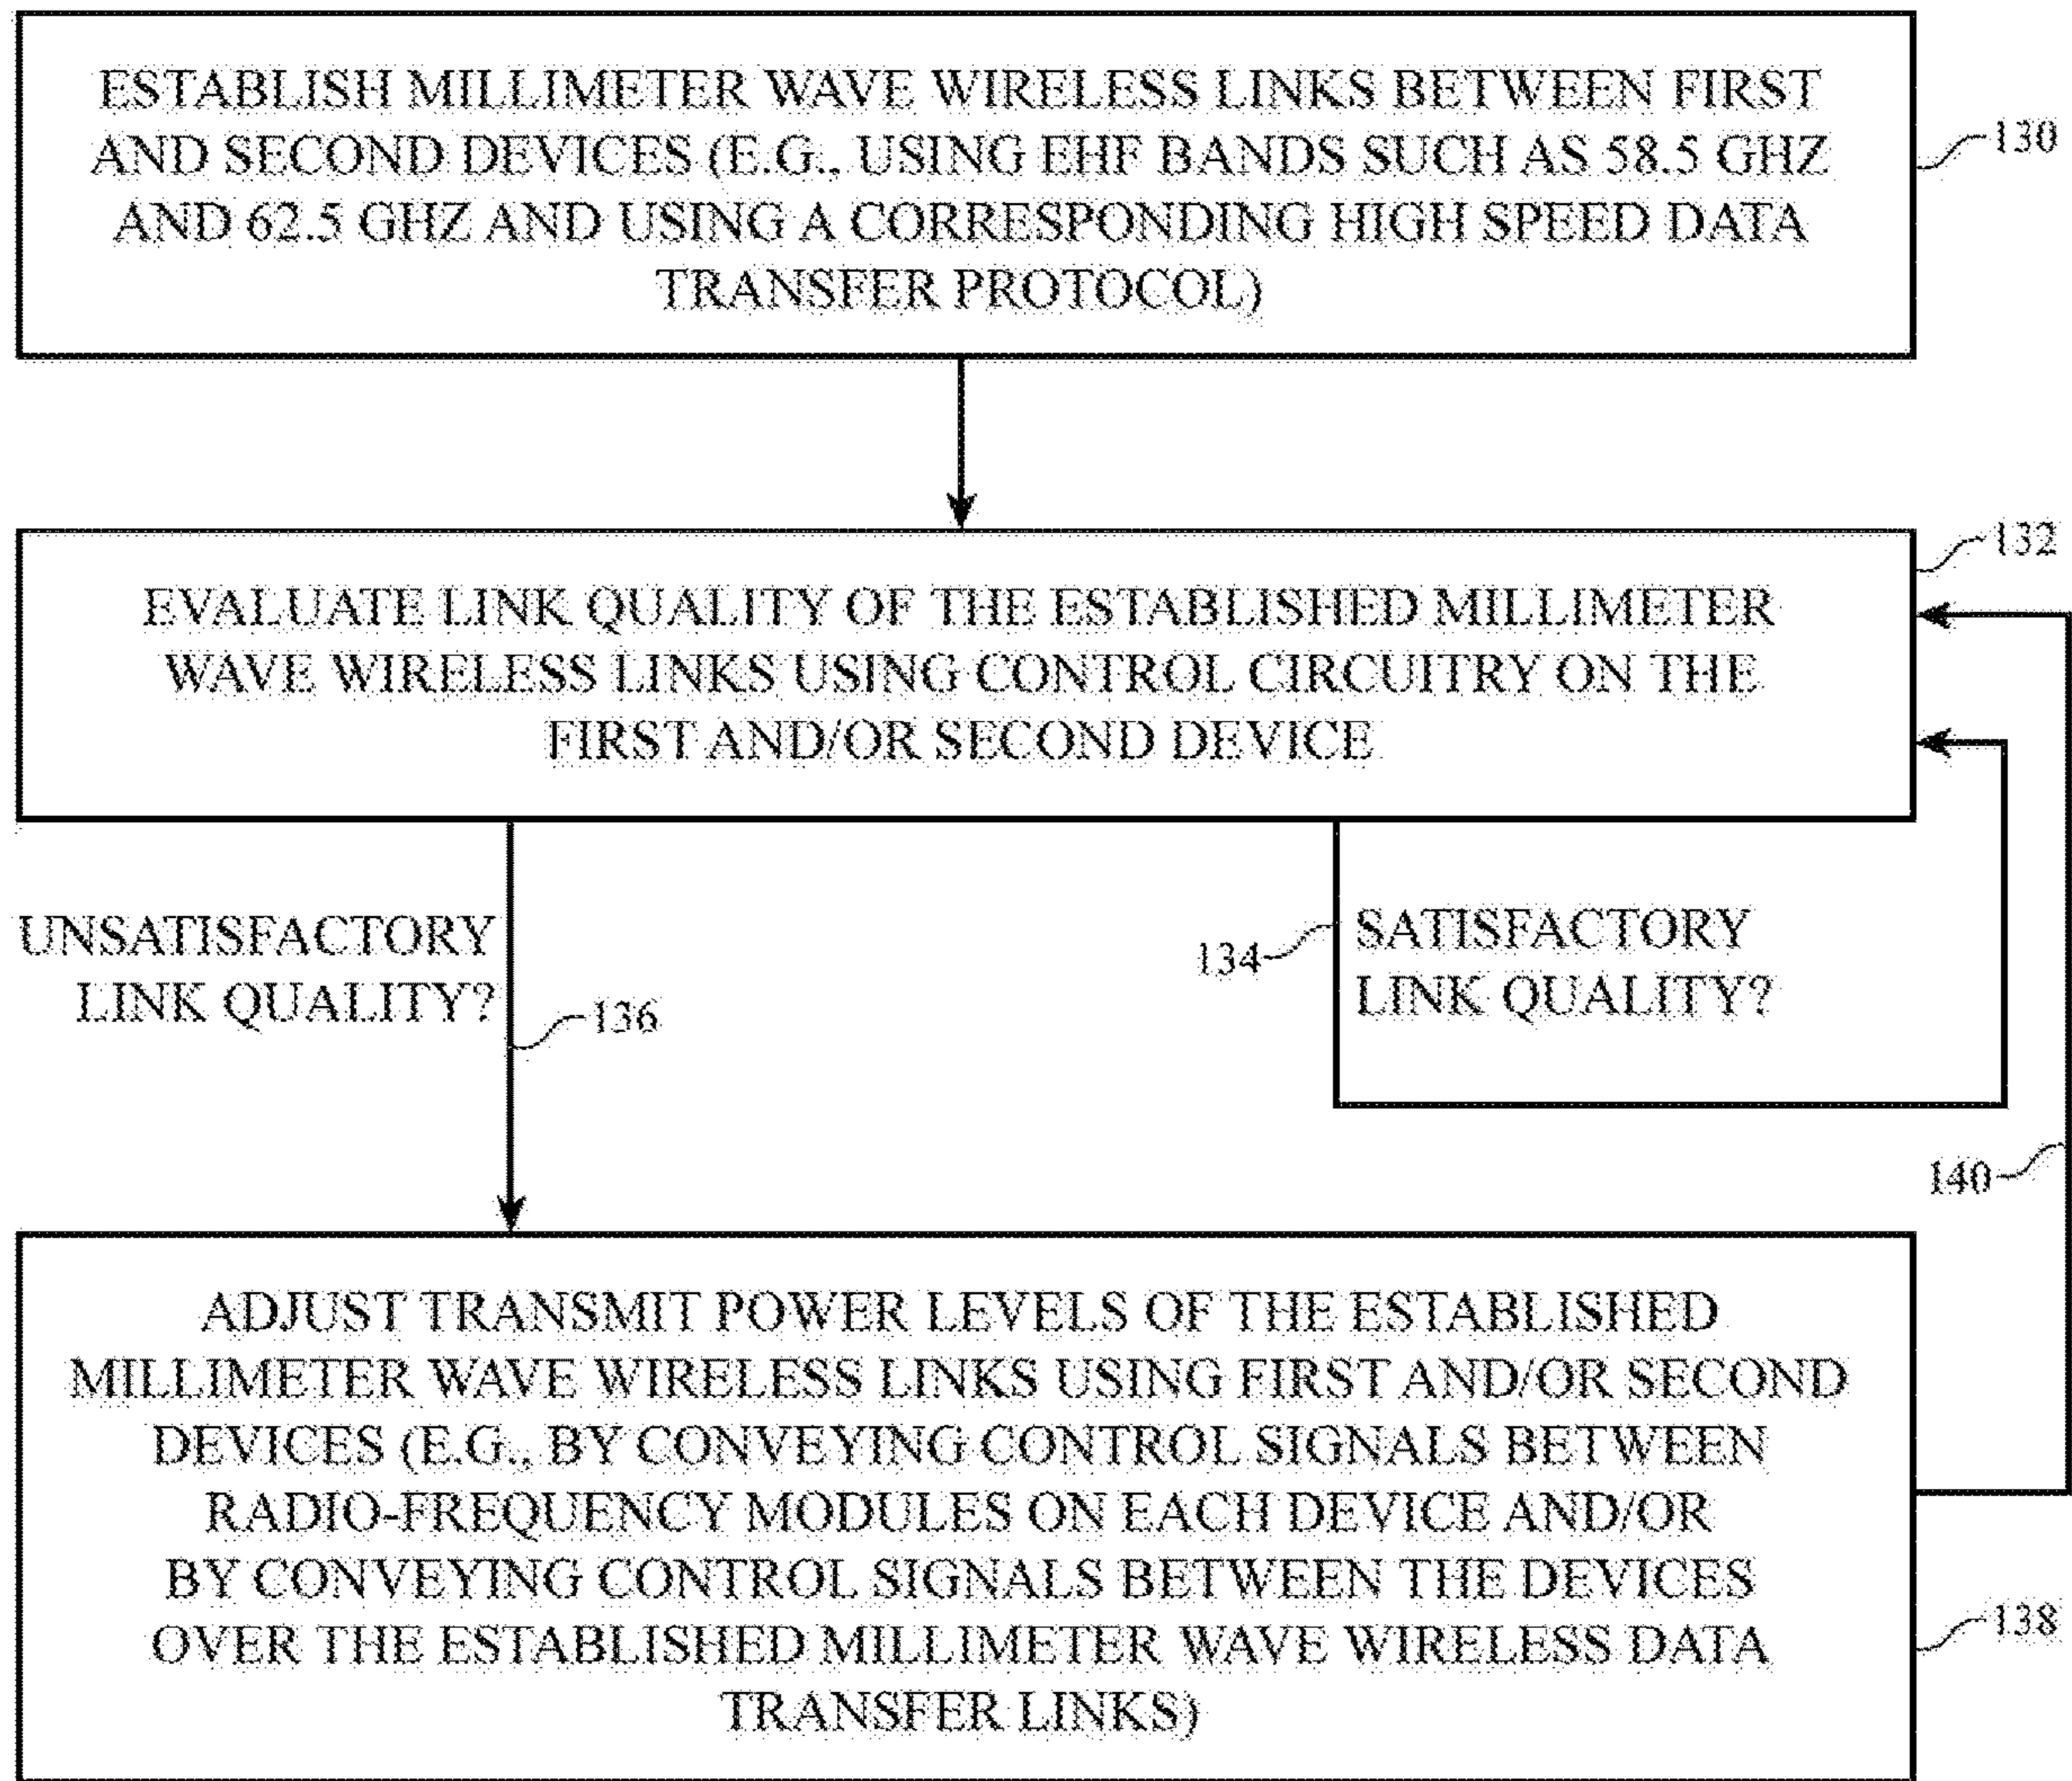 ESTABLISH MILLIMETER WAVE WIRELESS LINKS BETWEEN FIRST
AND SECOND DEVICES (E.G., USING EHF BANDS SUCH AS 58.5 GHZ
AND 62.5 GHZ AND USING A CORRESPONDING HIGH SPEED DATA
TRANSFER PROTOCOL)
130
EVALUATE LINK QUALITY OF THE ESTABLISHED MILLIMETER
WAVE WIRELESS LINKS USING CONTROL CIRCUITRY ON THE
FIRST AND/OR SECOND DEVICE
132
UNSATISFACTORY
LINK QUALITY?
136
134
SATISFACTORY
LINK QUALITY?
140
ADJUST TRANSMIT POWER LEVELS OF THE ESTABLISHED
MILLIMETER WAVE WIRELESS LINKS USING FIRST AND/OR SECOND
DEVICES (E.G., BY CONVEYING CONTROL SIGNALS BETWEEN
RADIO-FREQUENCY MODULES ON EACH DEVICE AND/OR
BY CONVEYING CONTROL SIGNALS BETWEEN THE DEVICES
OVER THE ESTABLISHED MILLIMETER WAVE WIRELESS DATA
TRANSFER LINKS)
138